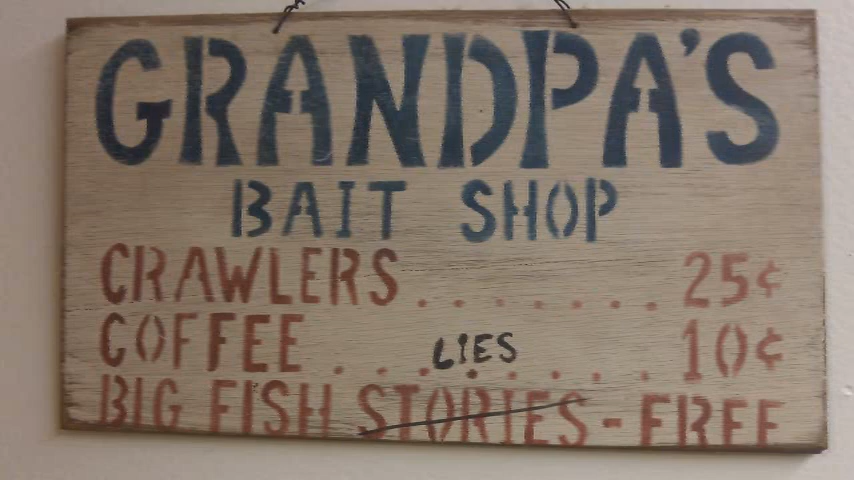 GRANDPA'S
BAIT SHOP
CRAWLERS........25¢
COFFEE.........10¢
LIES
BIG FISH STORIES-FREE